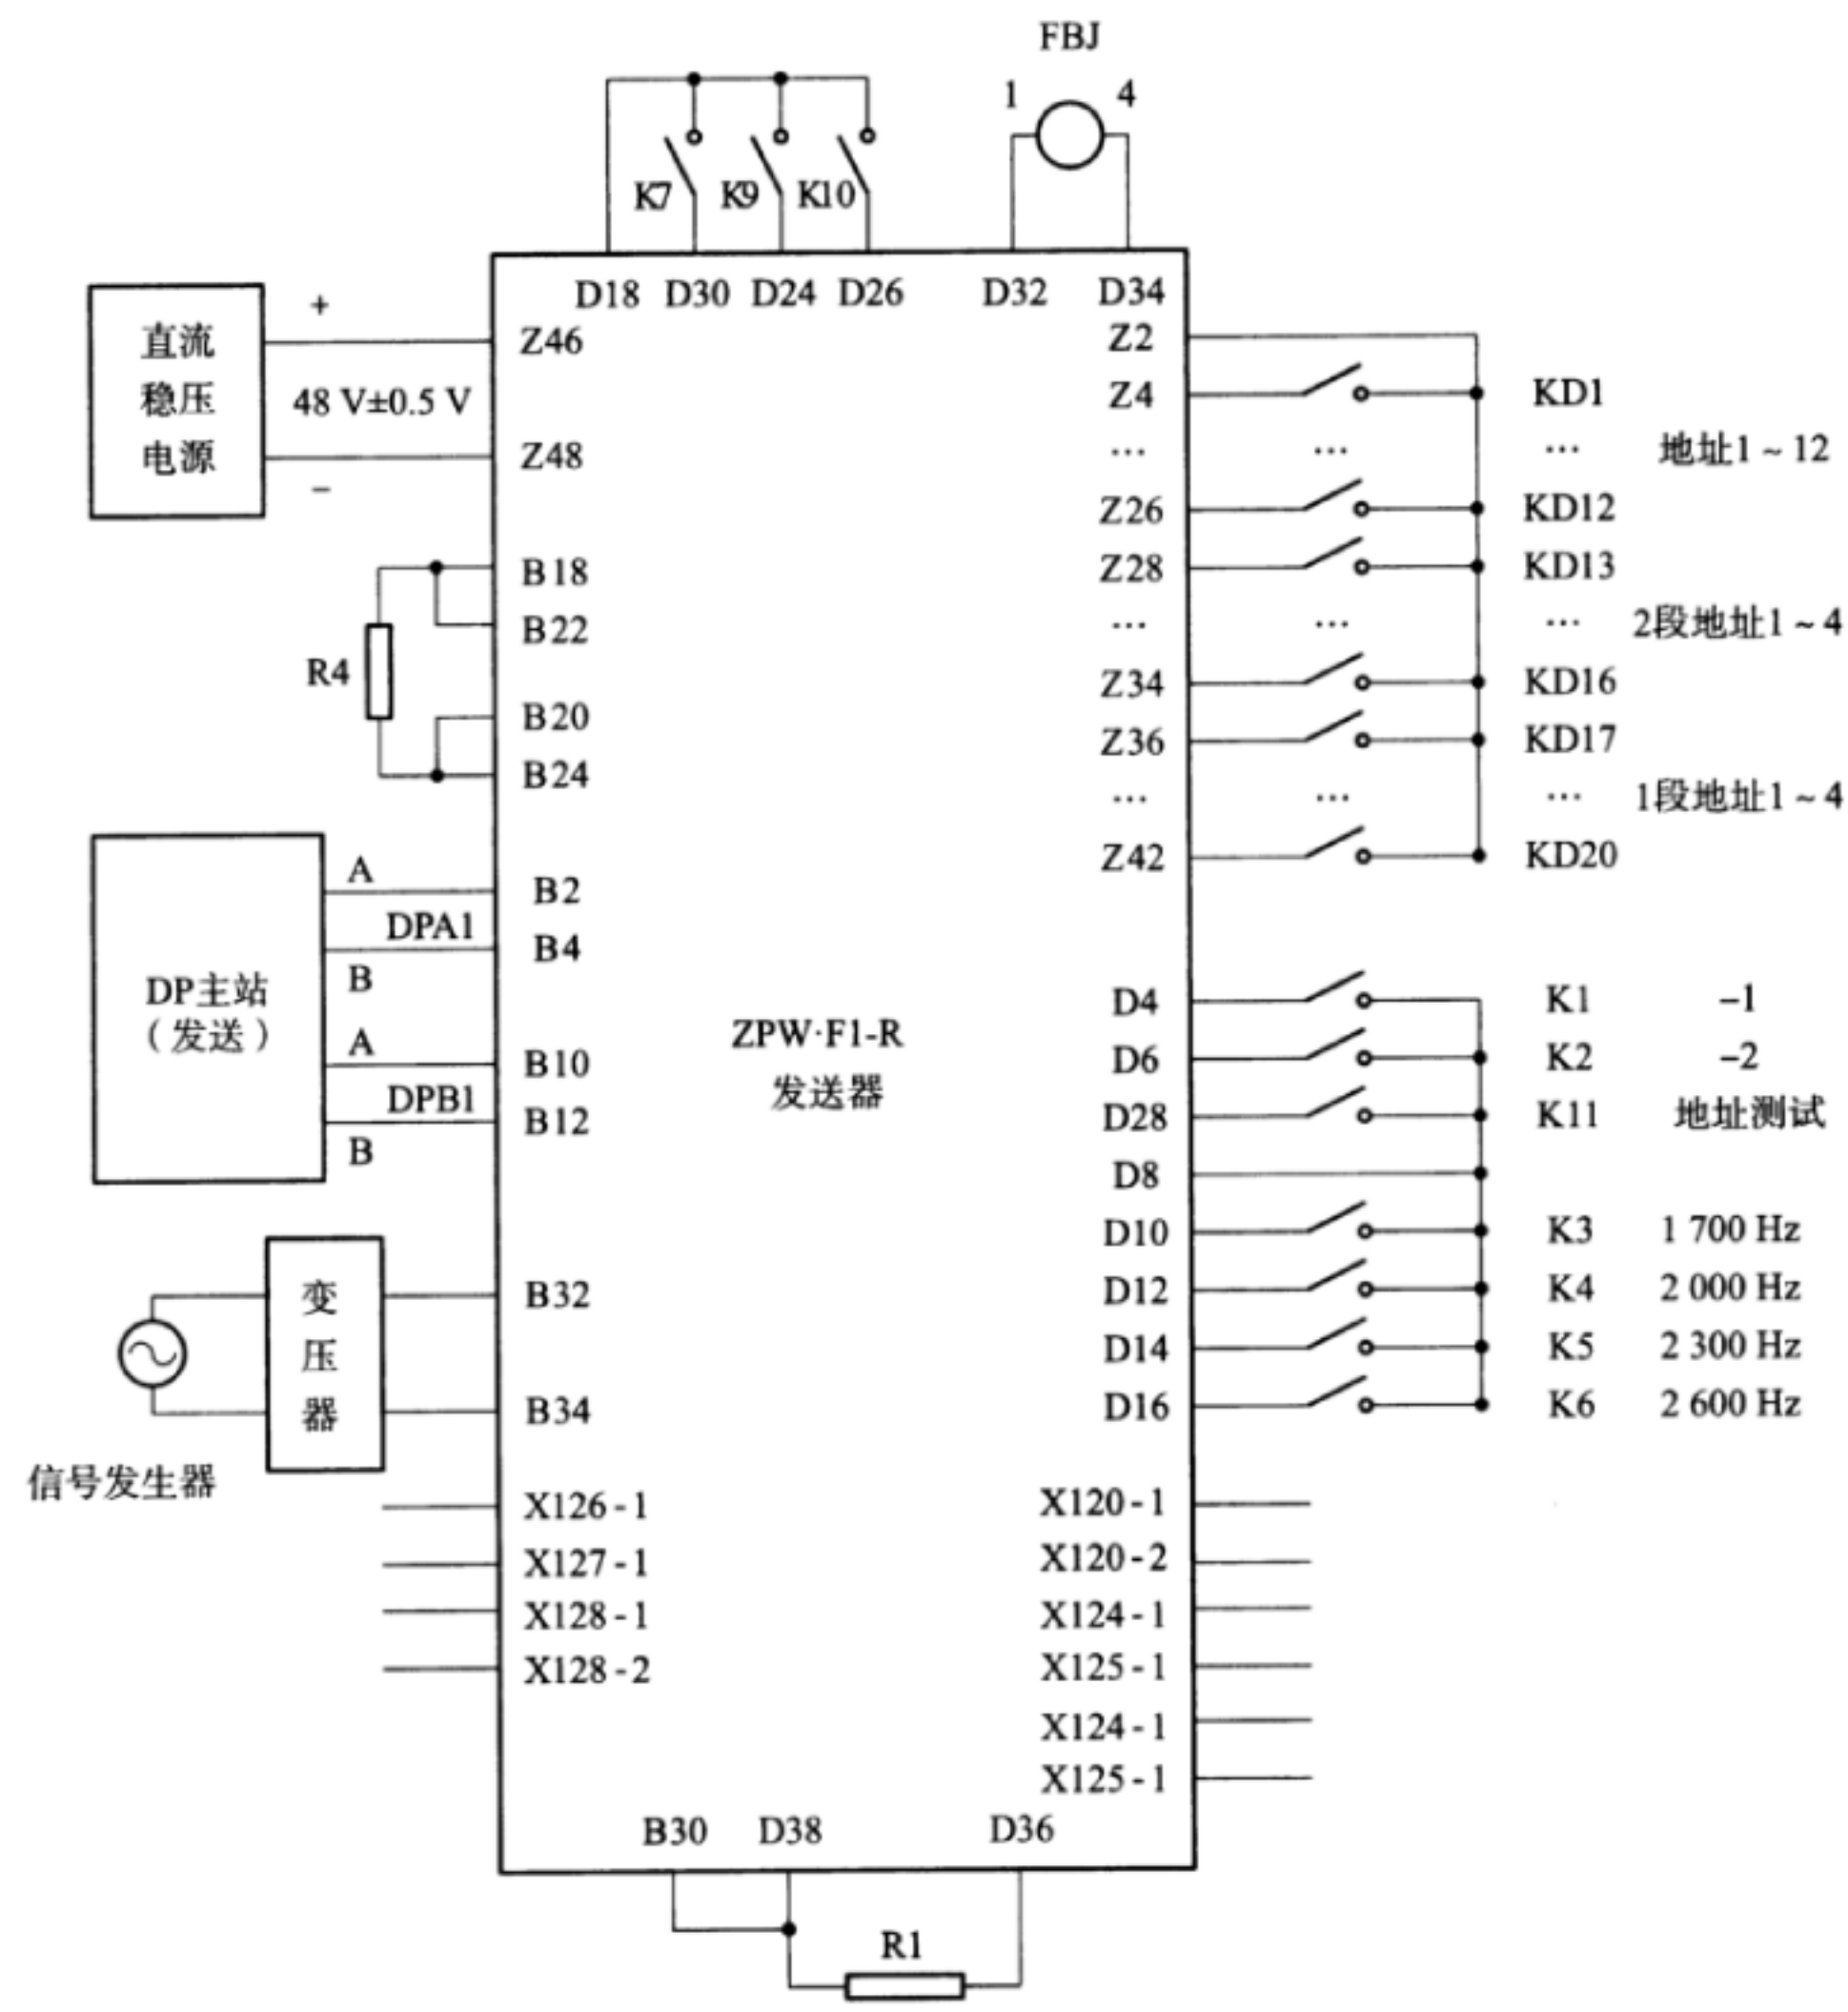 FBJ
1 4
K7 K9 K10
D18 D30 D24 D26 D32 D34
直流
稳压
电源
+
48 V±0.5 V
−
Z46
Z48
B18
B22
R4
B20
B24
DP主站
(发送)
A
DPA1
B
A
DPB1
B
B2
B4
B10
B12
ZPW·F1-R
发送器
变
压
器
信号发生器
B32
B34
X126-1
X127-1
X128-1
X128-2
Z2
Z4 KD1
… … … 地址1~12
Z26 KD12
Z28 KD13
… … … 2段地址1~4
Z34 KD16
Z36 KD17
… … … 1段地址1~4
Z42 KD20
D4 K1 −1
D6 K2 −2
D28 K11 地址测试
D8
D10 K3 1 700 Hz
D12 K4 2 000 Hz
D14 K5 2 300 Hz
D16 K6 2 600 Hz
X120-1
X120-2
X124-1
X125-1
X124-1
X125-1
B30 D38 D36
R1